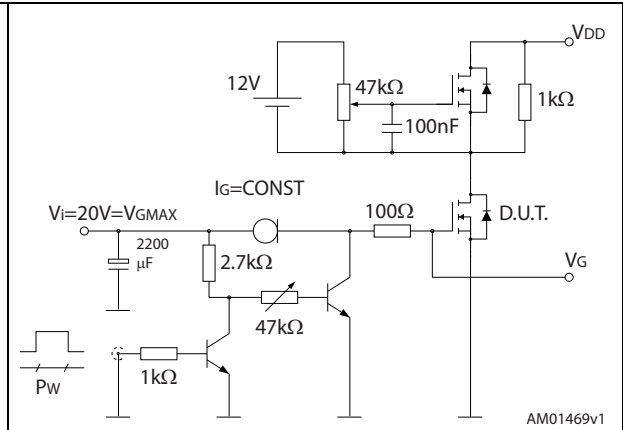 VDD
12V
47kΩ
1kΩ
100nF
IG=CONST
Vi=20V=VGMAX
100Ω
D.U.T.
2200
μF
2.7kΩ
VG
47kΩ
1kΩ
PW
AM01469v1